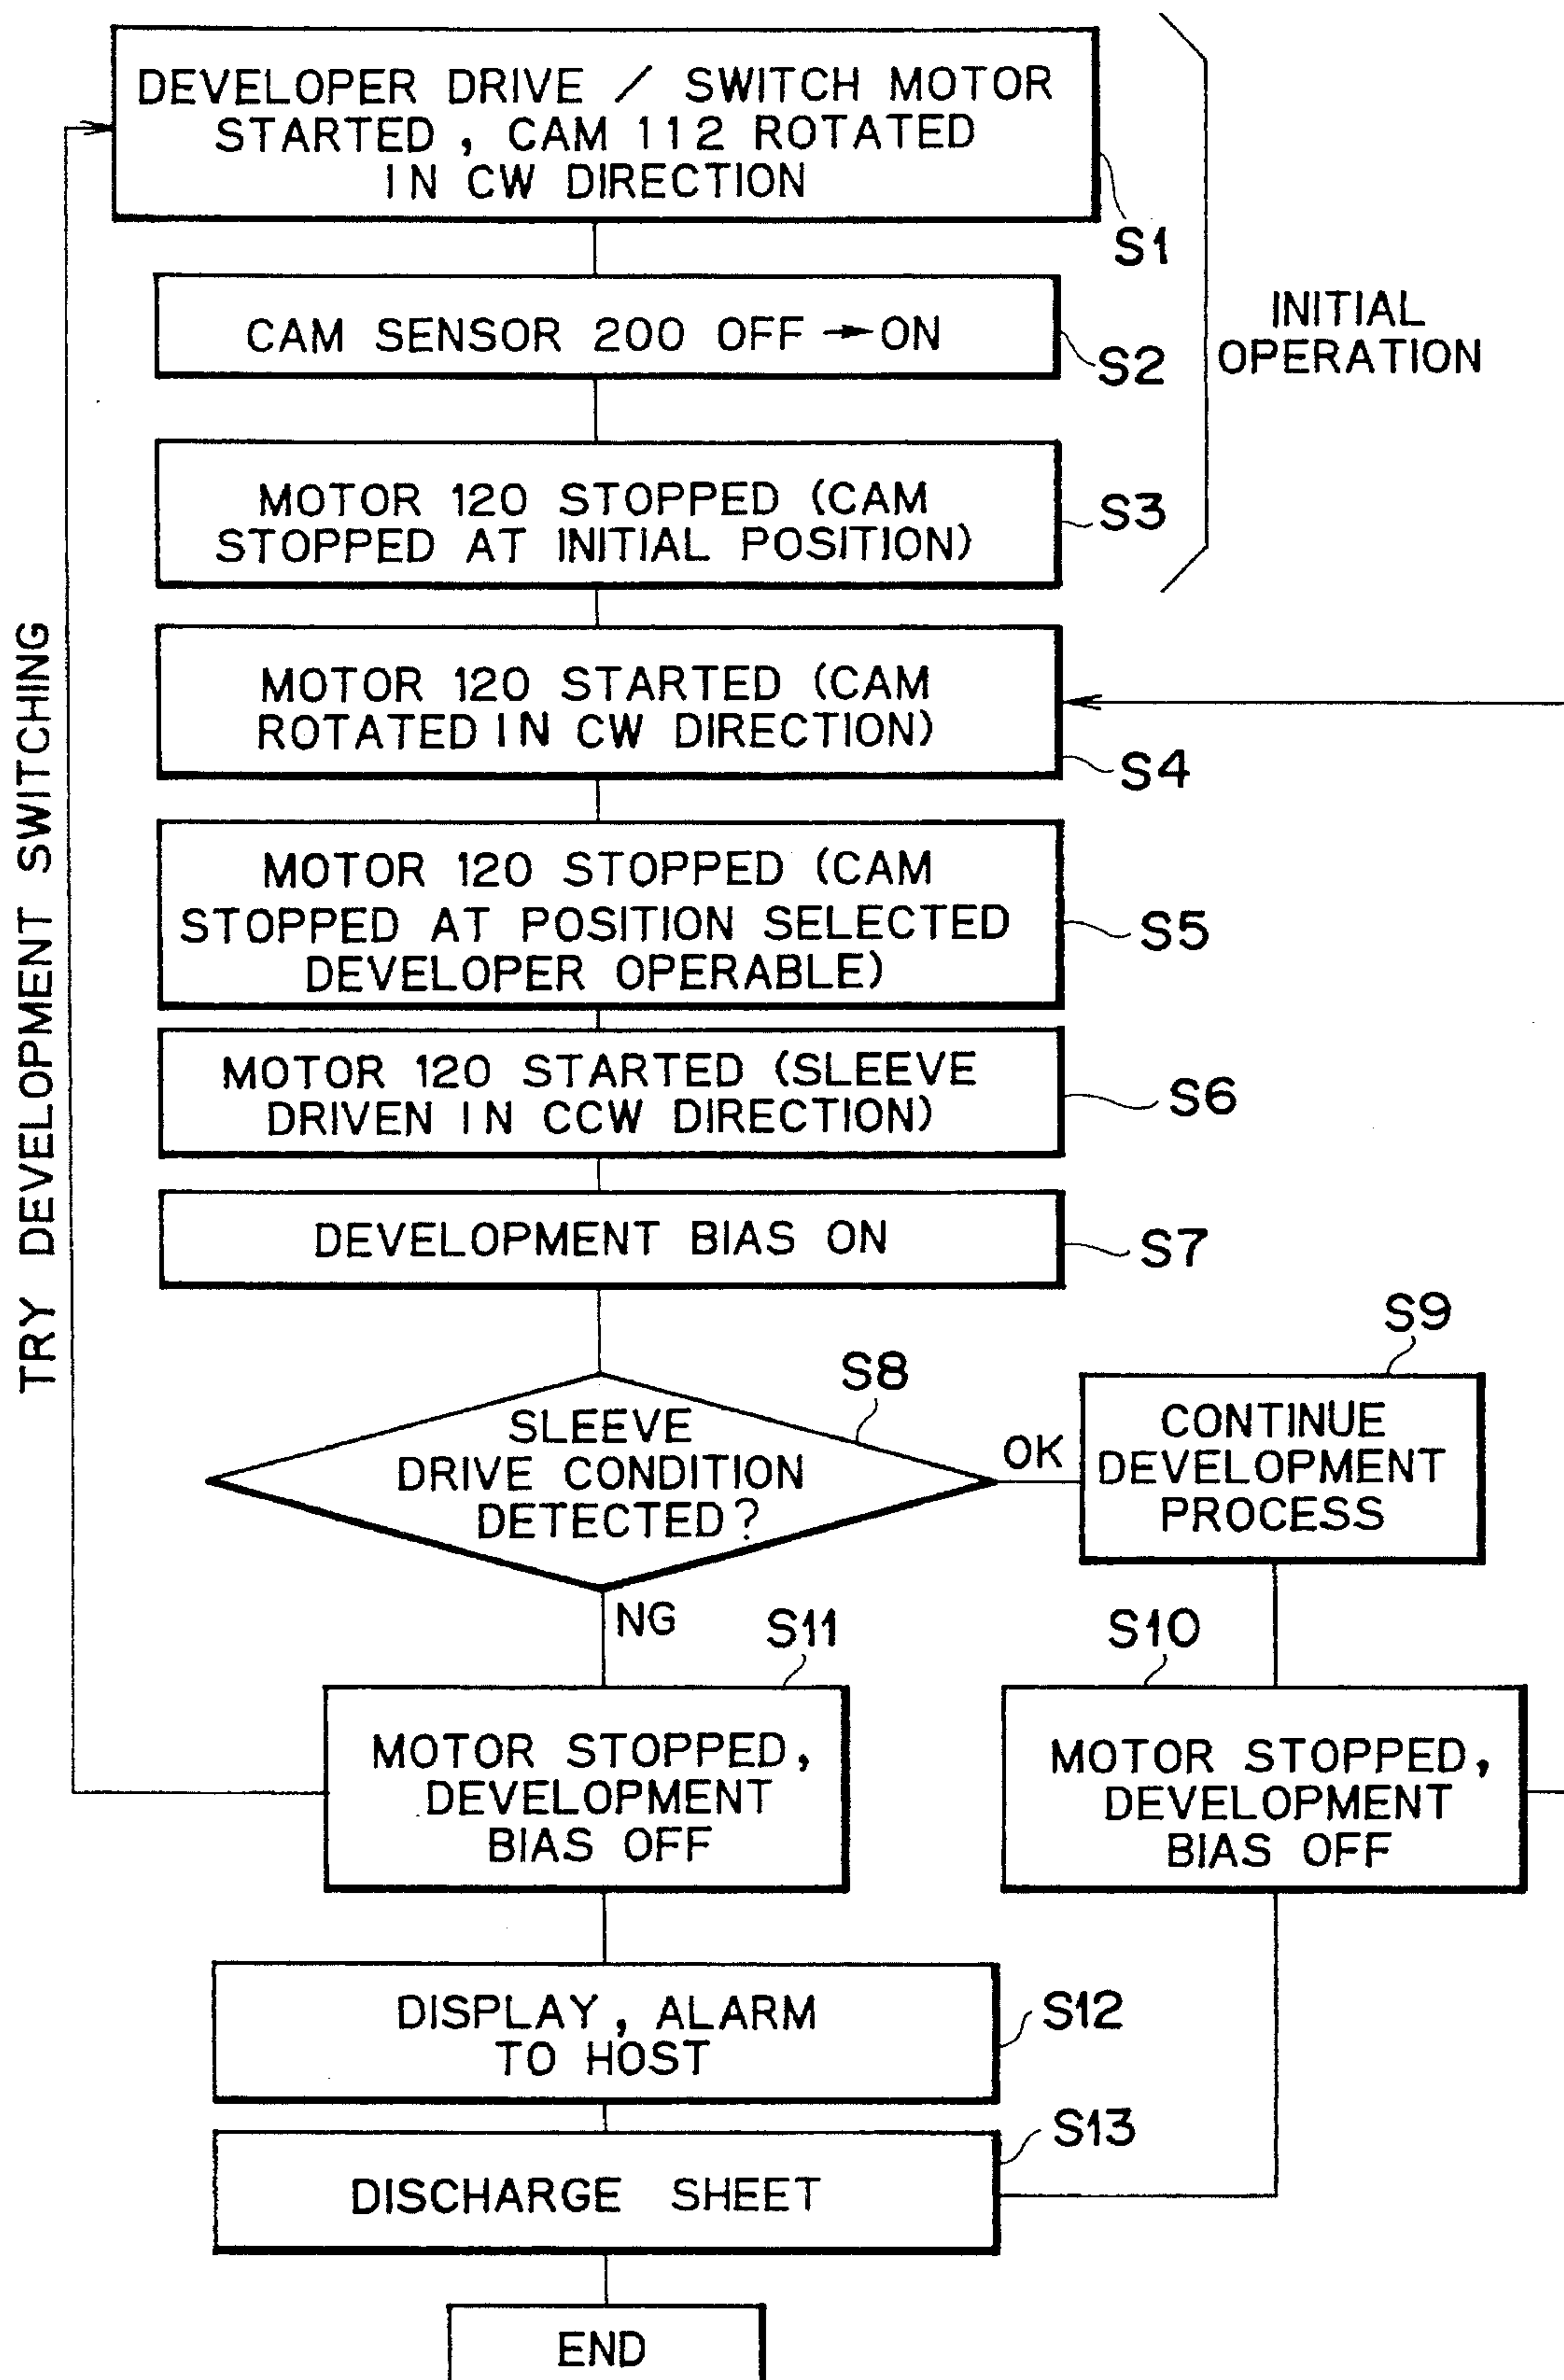 DEVELOPER DRIVE / SWITCH MOTOR
STARTED, CAM 112 ROTATED
IN CW DIRECTION
S1
CAM SENSOR 200 OFF → ON
S2
INITIAL
OPERATION
MOTOR 120 STOPPED (CAM
STOPPED AT INITIAL POSITION)
S3
MOTOR 120 STARTED (CAM
ROTATED IN CW DIRECTION)
S4
TRY DEVELOPMENT SWITCHING
MOTOR 120 STOPPED (CAM
STOPPED AT POSITION SELECTED
DEVELOPER OPERABLE)
S5
MOTOR 120 STARTED (SLEEVE
DRIVEN IN CCW DIRECTION)
S6
DEVELOPMENT BIAS ON
S7
S8
SLEEVE
DRIVE CONDITION
DETECTED?
OK
S9
CONTINUE
DEVELOPMENT
PROCESS
NG
S11
MOTOR STOPPED,
DEVELOPMENT
BIAS OFF
S10
MOTOR STOPPED,
DEVELOPMENT
BIAS OFF
DISPLAY, ALARM
TO HOST
S12
S13
DISCHARGE SHEET
END